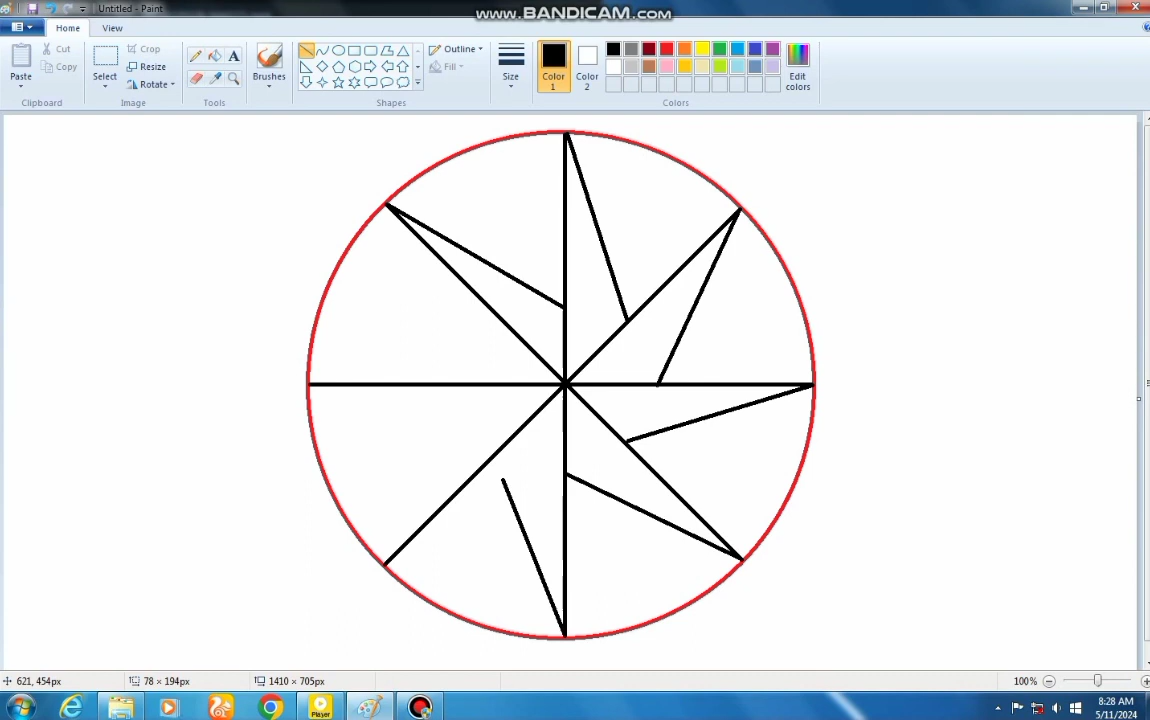 Untitled - Paint
WWW.BANDICAM.COM
Home
View
Paste
Cut
Copy
Clipboard
Select
Crop
Resize
Rotate
Image
A
Tools
Brushes
Shapes
Outline
Fill
Size
Color 1
Color 2
Edit colors
Colors
621, 454px
78 × 194px
1410 × 705px
100%
Player
8:28 AM
5/11/2024